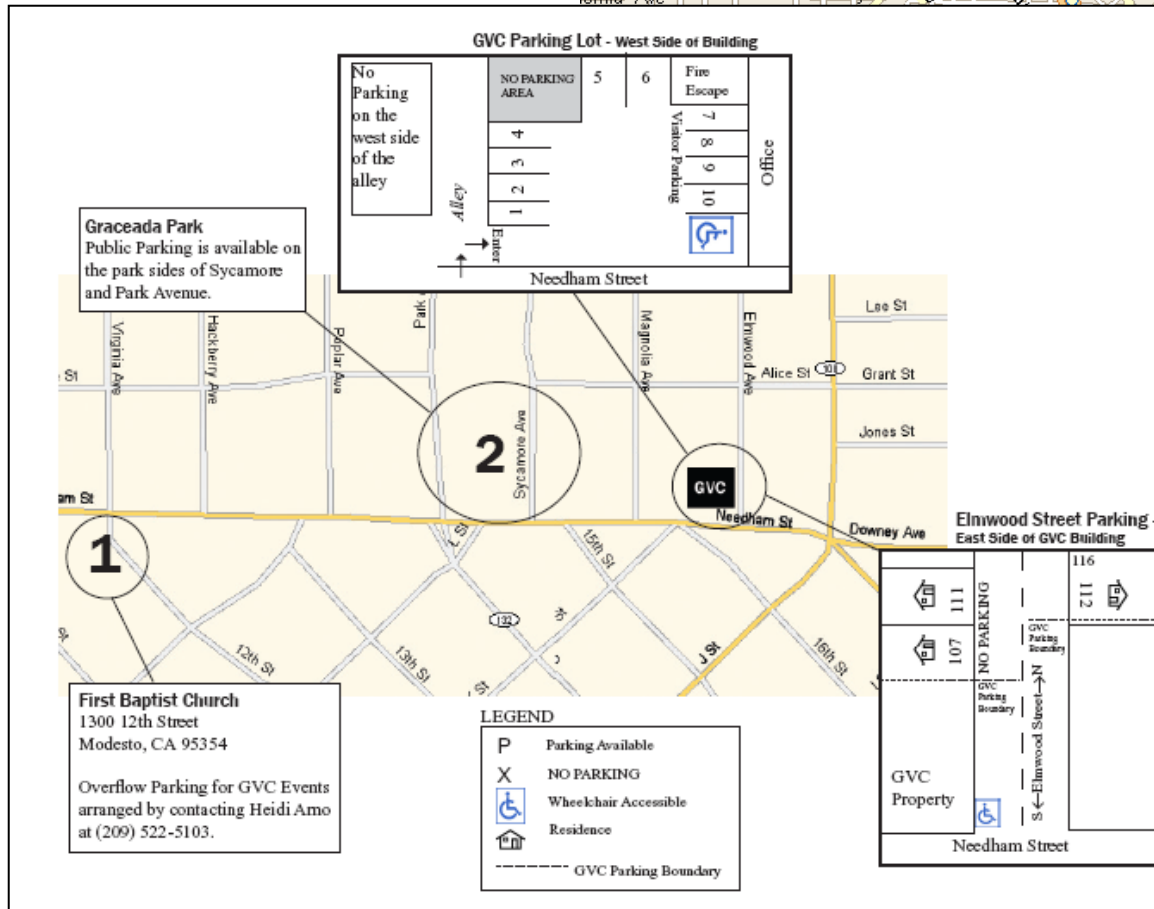 GVC Parking Lot - West Side of Building
No
Parking
on the
west side
of the
alley
NO PARKING
AREA
5
6
Fire
Escape
4
3
2
1
Alley
Enter
Visitor Parking
7
8
9
10
Office
Needham Street
Graceada Park
Public Parking is available on
the park sides of Sycamore
and Park Avenue.
Virginia Ave
Hackberry Ave
Poplar Ave
Park
Sycamore Ave
Magnolia Ave
Elmwood Ave
Lee St
St
Alice St
108
Grant St
Jones St
2
GVC
am St
Needham St
Downey Ave
1
L St
15th St
132
12th St
13th St
St
J St
16th St
Elmwood Street Parking -
East Side of GVC Building
111
107
NO PARKING
116
112
GVC
Parking
Boundary
GVC
Parking
Boundary
S←Elmwood Street→N
GVC
Property
Needham Street
First Baptist Church
1300 12th Street
Modesto, CA 95354
Overflow Parking for GVC Events
arranged by contacting Heidi Arno
at (209) 522-5103.
LEGEND
P Parking Available
X NO PARKING
Wheelchair Accessible
Residence
GVC Parking Boundary